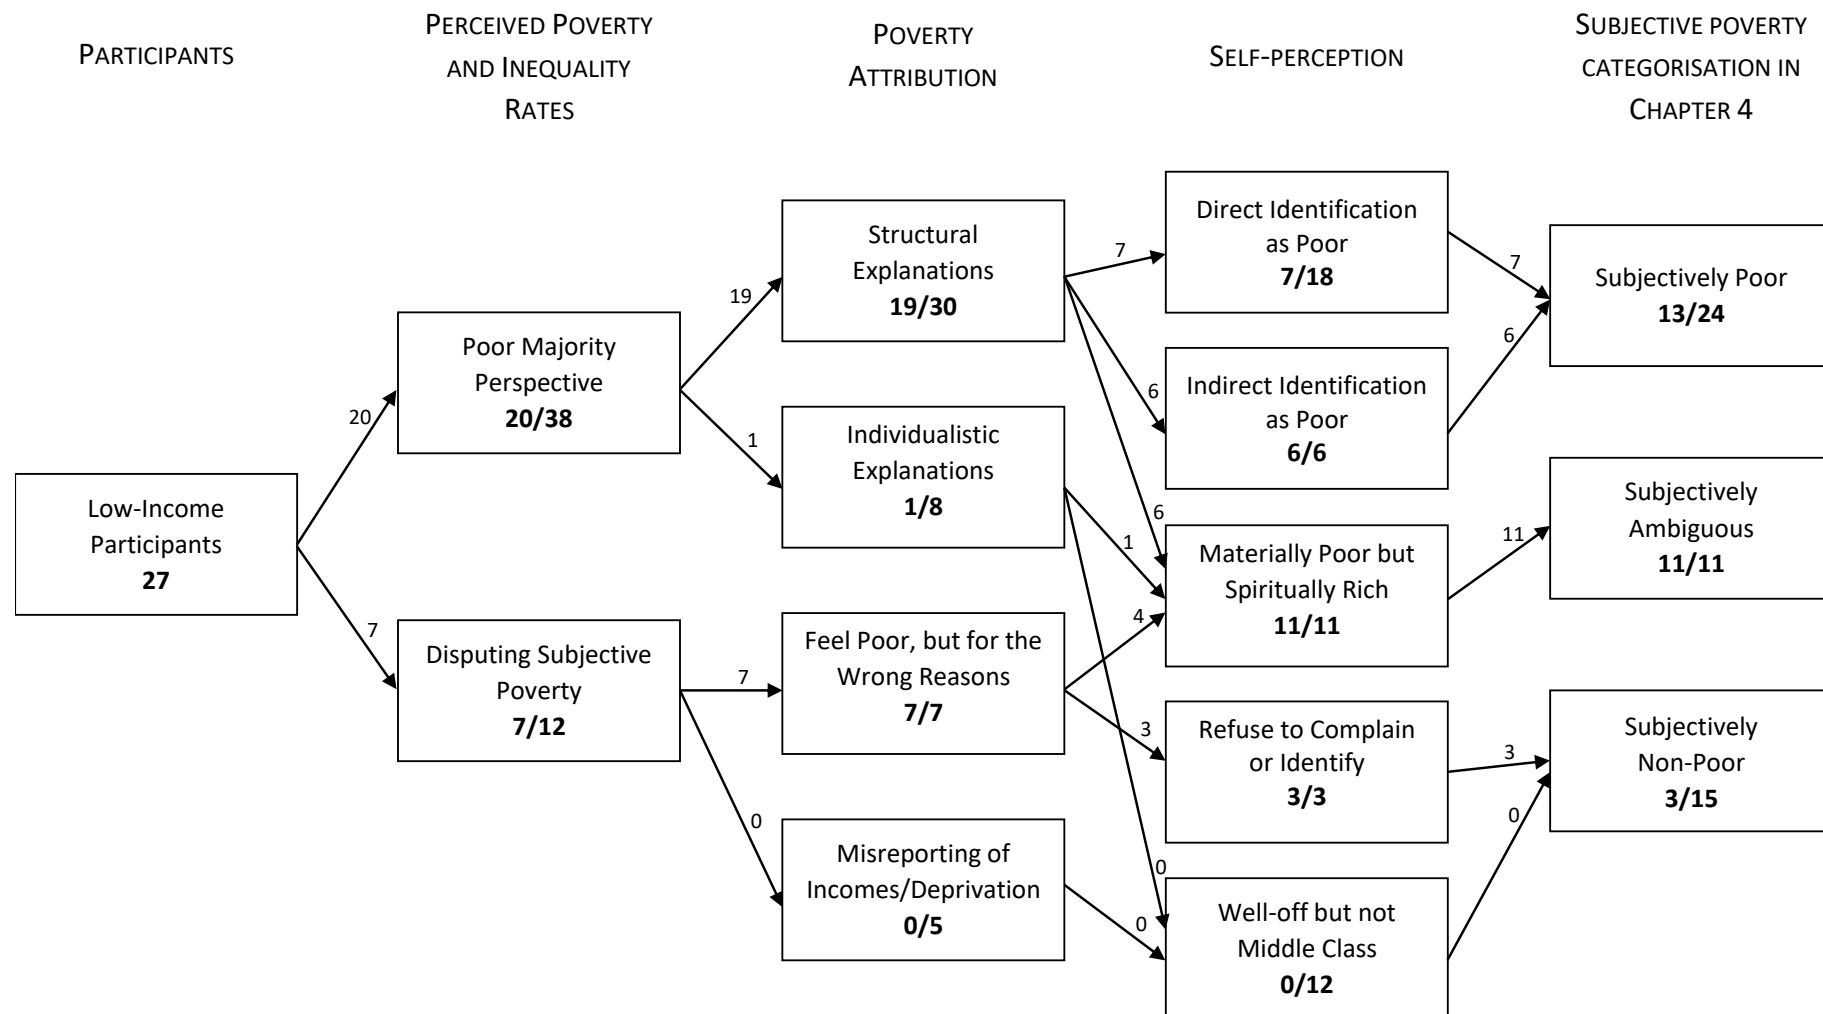 PARTICIPANTS
PERCEIVED POVERTY
AND INEQUALITY
RATES
POVERTY
ATTRIBUTION
SELF-PERCEPTION
SUBJECTIVE POVERTY
CATEGORISATION IN
CHAPTER 4
Low-Income
Participants
27
20
7
Poor Majority
Perspective
20/38
Disputing Subjective
Poverty
7/12
19
1
7
0
Structural
Explanations
19/30
Individualistic
Explanations
1/8
Feel Poor, but for the
Wrong Reasons
7/7
Misreporting of
Incomes/Deprivation
0/5
7
6
6
1
4
3
0
0
Direct Identification
as Poor
7/18
Indirect Identification
as Poor
6/6
Materially Poor but
Spiritually Rich
11/11
Refuse to Complain
or Identify
3/3
Well-off but not
Middle Class
0/12
7
6
11
3
0
Subjectively Poor
13/24
Subjectively
Ambiguous
11/11
Subjectively
Non-Poor
3/15